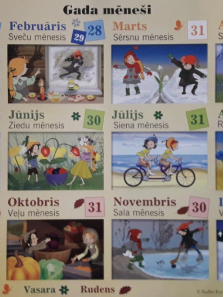 Gada mēneši
Februāris 28
Sveču mēnesis 29
Marts 31
Sērsnu mēnesis
Jūnijs 30
Ziedu mēnesis
Jūlijs 31
Siena mēnesis
Oktobris 31
Veļu mēnesis
Novembris 30
Sala mēnesis
Vasara Rudens